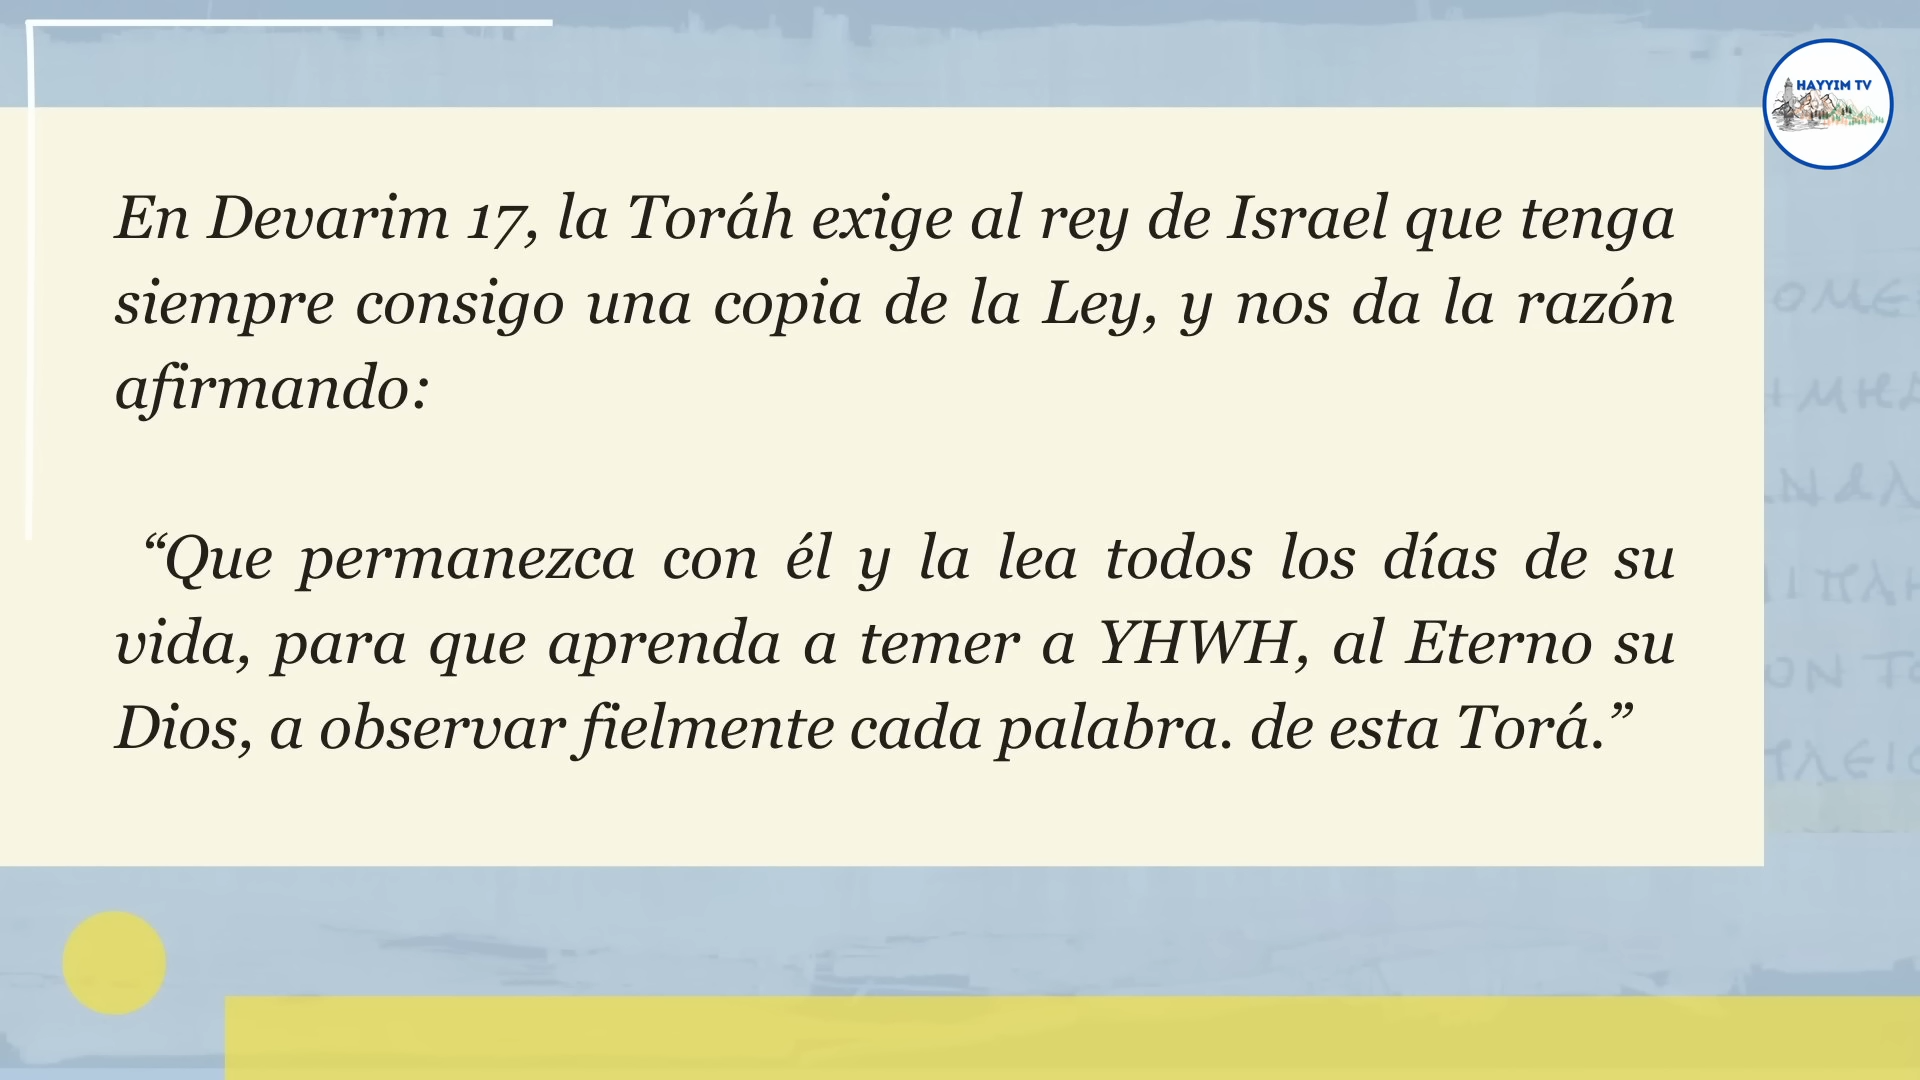 HAYYIM TV
En Devarim 17, la Toráh exige al rey de Israel que tenga
siempre consigo una copia de la Ley, y nos da la razón
afirmando:
“Que permanezca con él y la lea todos los días de su
vida, para que aprenda a temer a YHWH, al Eterno su
Dios, a observar fielmente cada palabra. de esta Torá.”